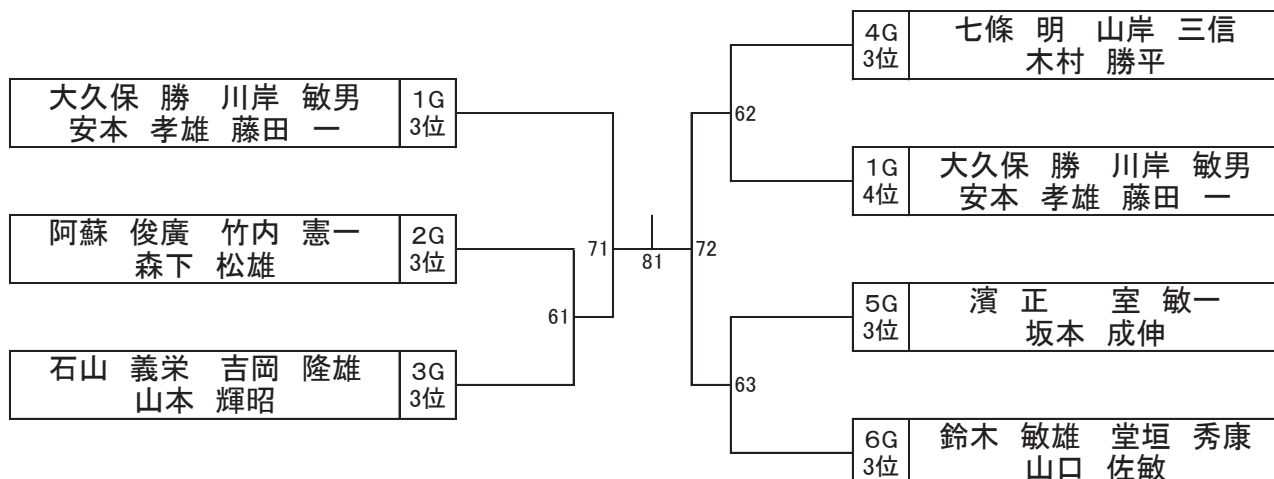 大久保 勝 川岸 敏男
安本 孝雄 藤田 一
1G
3位
阿蘇 俊廣 竹内 憲一
森下 松雄
2G
3位
石山 義栄 吉岡 隆雄
山本 輝昭
3G
3位
61
71
81
72
62
63
4G
3位
七條 明 山岸 三信
木村 勝平
1G
4位
大久保 勝 川岸 敏男
安本 孝雄 藤田 一
5G
3位
濱 正 室 敏一
坂本 成伸
6G
3位
鈴木 敏雄 堂垣 秀康
山口 佐敏